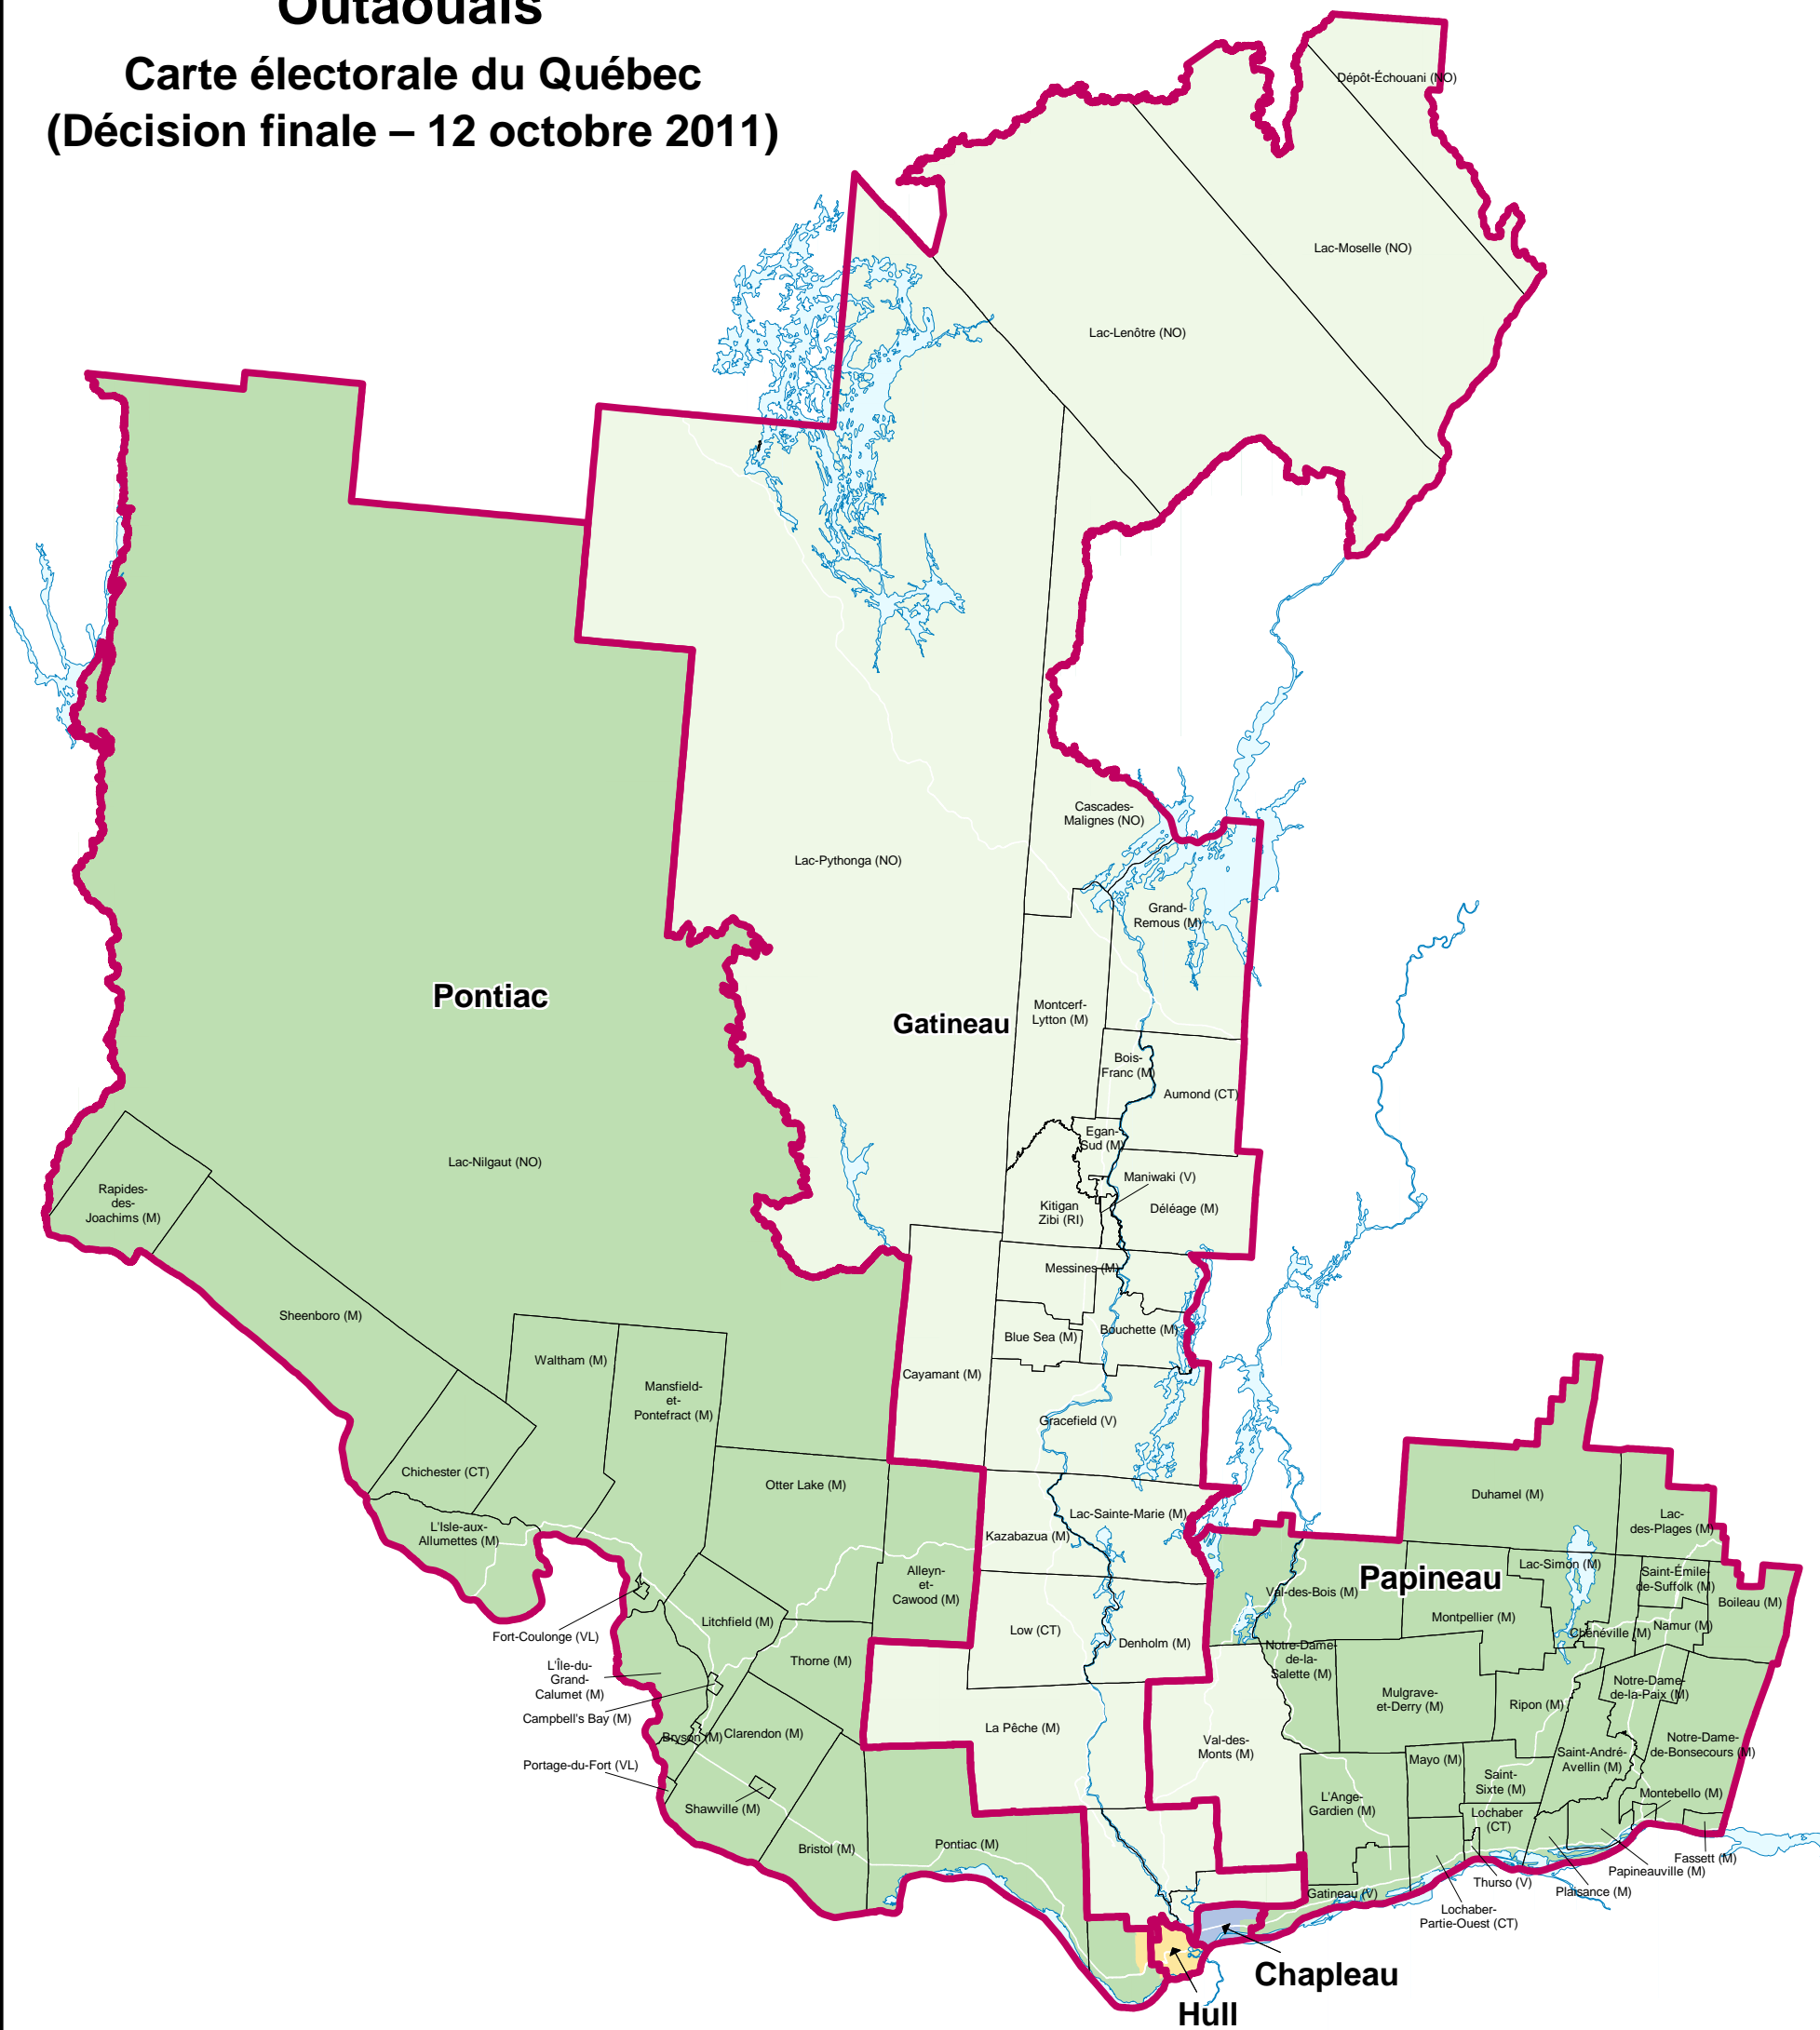 Outaouais
Carte électorale du Québec
(Décision finale – 12 octobre 2011)
Dépôt-Échouani (NO)
Lac-Moselle (NO)
Lac-Lenôtre (NO)
Cascades-
Malignes (NO)
Lac-Pythonga (NO)
Grand-
Remous (M)
Pontiac
Gatineau
Montcerf-
Lytton (M)
Bois-
Franc (M)
Aumond (CT)
Egan-
Sud (M)
Maniwaki (V)
Kitigan
Zibi (RI)
Déléage (M)
Lac-Nilgaut (NO)
Rapides-
des-
Joachims (M)
Messines (M)
Sheenboro (M)
Blue Sea (M)
Bouchette (M)
Waltham (M)
Cayamant (M)
Mansfield-
et-
Pontefract (M)
Gracefield (V)
Chichester (CT)
Otter Lake (M)
Duhamel (M)
Lac-
des-Plages (M)
Lac-Sainte-Marie (M)
Kazabazua (M)
L'Isle-aux-
Allumettes (M)
Alleyn-
et-
Cawood (M)
Papineau
Lac-Simon (M)
Saint-Émile-
de-Suffolk (M)
Val-des-Bois (M)
Boileau (M)
Montpellier (M)
Namur (M)
Chénéville (M)
Litchfield (M)
Fort-Coulonge (VL)
Low (CT)
Denholm (M)
Notre-Dame-
de-la-
Salette (M)
Thorne (M)
L'Île-du-
Grand-
Calumet (M)
Campbell's Bay (M)
Notre-Dame-
de-la-Paix (M)
Mulgrave-
et-Derry (M)
Ripon (M)
La Pêche (M)
Bryson (M)
Clarendon (M)
Val-des-
Monts (M)
Notre-Dame-
de-Bonsecours (M)
Portage-du-Fort (VL)
Mayo (M)
Saint-André-
Avellin (M)
Saint-
Sixte (M)
Montebello (M)
Shawville (M)
L'Ange-
Gardien (M)
Lochaber
(CT)
Bristol (M)
Pontiac (M)
Fassett (M)
Papineauville (M)
Thurso (V)
Plaisance (M)
Gatineau (V)
Lochaber-
Partie-Ouest (CT)
Chapleau
Hull